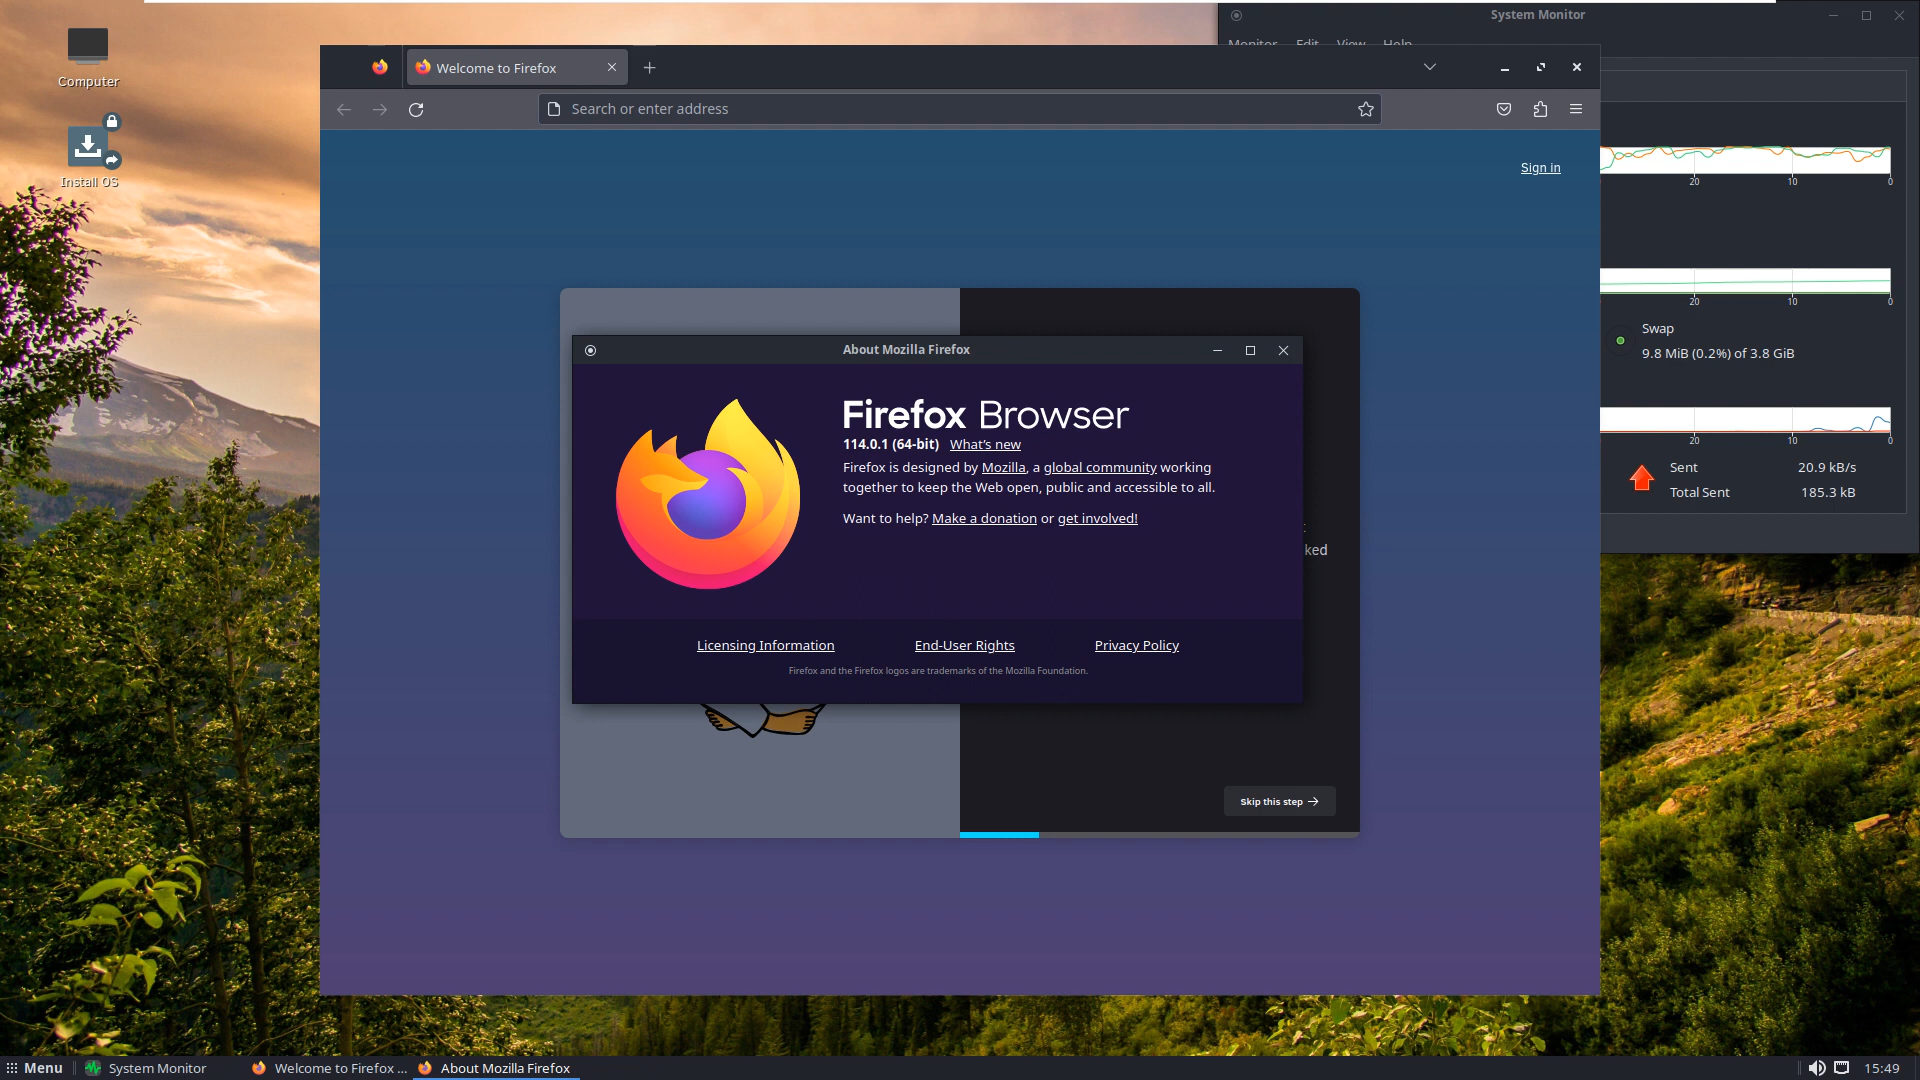 Computer
Install OS
System Monitor
Monitor Edit View Help
Welcome to Firefox
Search or enter address
Sign in
20 10 0
20 10 0
Swap
9.8 MiB (0.2%) of 3.8 GiB
20 10 0
Sent 20.9 kB/s
Total Sent 185.3 kB
About Mozilla Firefox
Firefox Browser
114.0.1 (64-bit) What's new
Firefox is designed by Mozilla, a global community working
together to keep the Web open, public and accessible to all.
Want to help? Make a donation or get involved!
ked
Licensing Information End-User Rights Privacy Policy
Firefox and the Firefox logos are trademarks of the Mozilla Foundation.
Skip this step
Menu System Monitor Welcome to Firefox ... About Mozilla Firefox 15:49